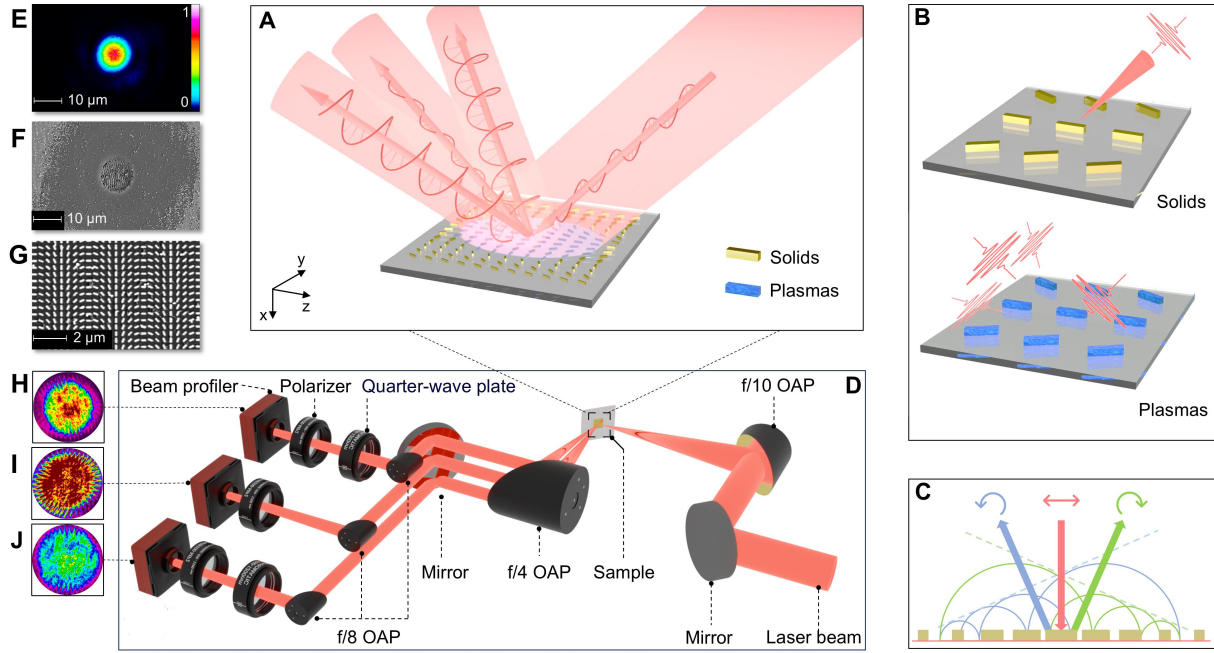 E
1
0
10 µm
F
10 µm
G
2 µm
A
y
z
x
Solids
Plasmas
B
Solids
Plasmas
H
I
J
Beam profiler
Polarizer
Quarter-wave plate
f/10 OAP
D
Mirror
f/4 OAP
Sample
f/8 OAP
Mirror
Laser beam
C